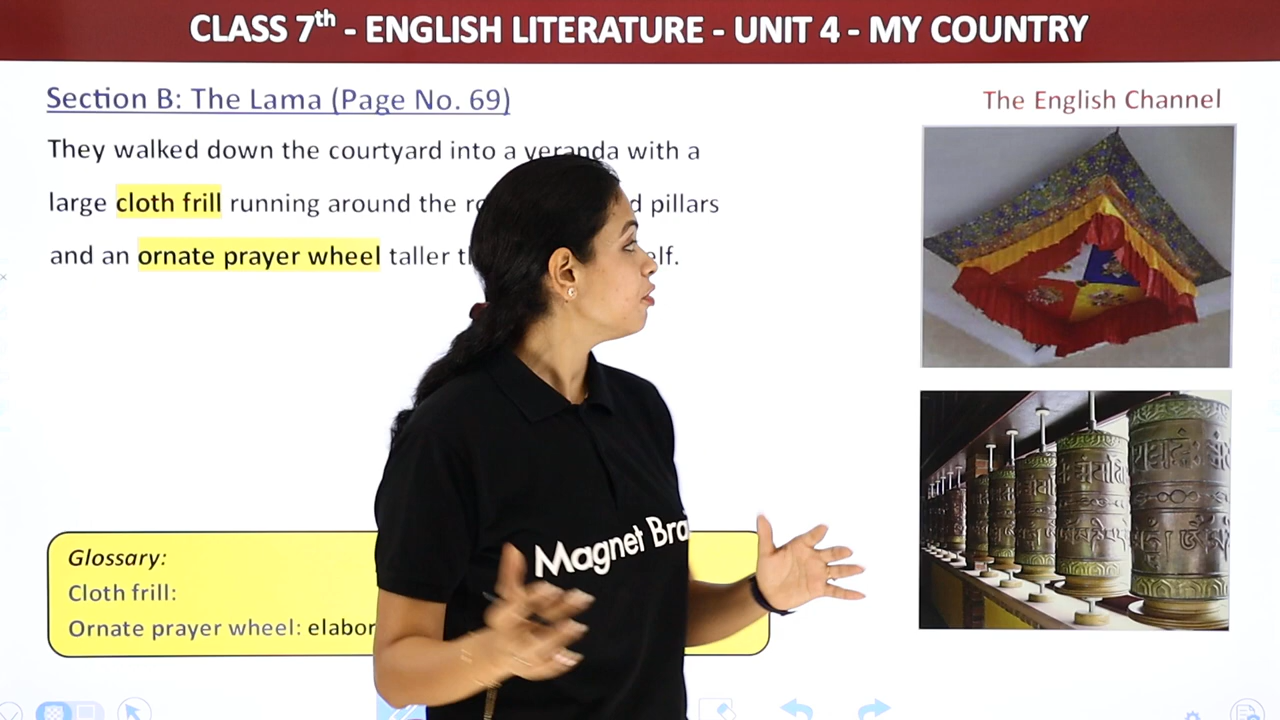 CLASS 7th - ENGLISH LITERATURE - UNIT 4 - MY COUNTRY
Section B: The Lama (Page No. 69)
The English Channel
They walked down the courtyard into a veranda with a
large cloth frill running around the pillars
and an ornate prayer wheel taller
Glossary:
Cloth frill:
Ornate prayer wheel:
Magnet